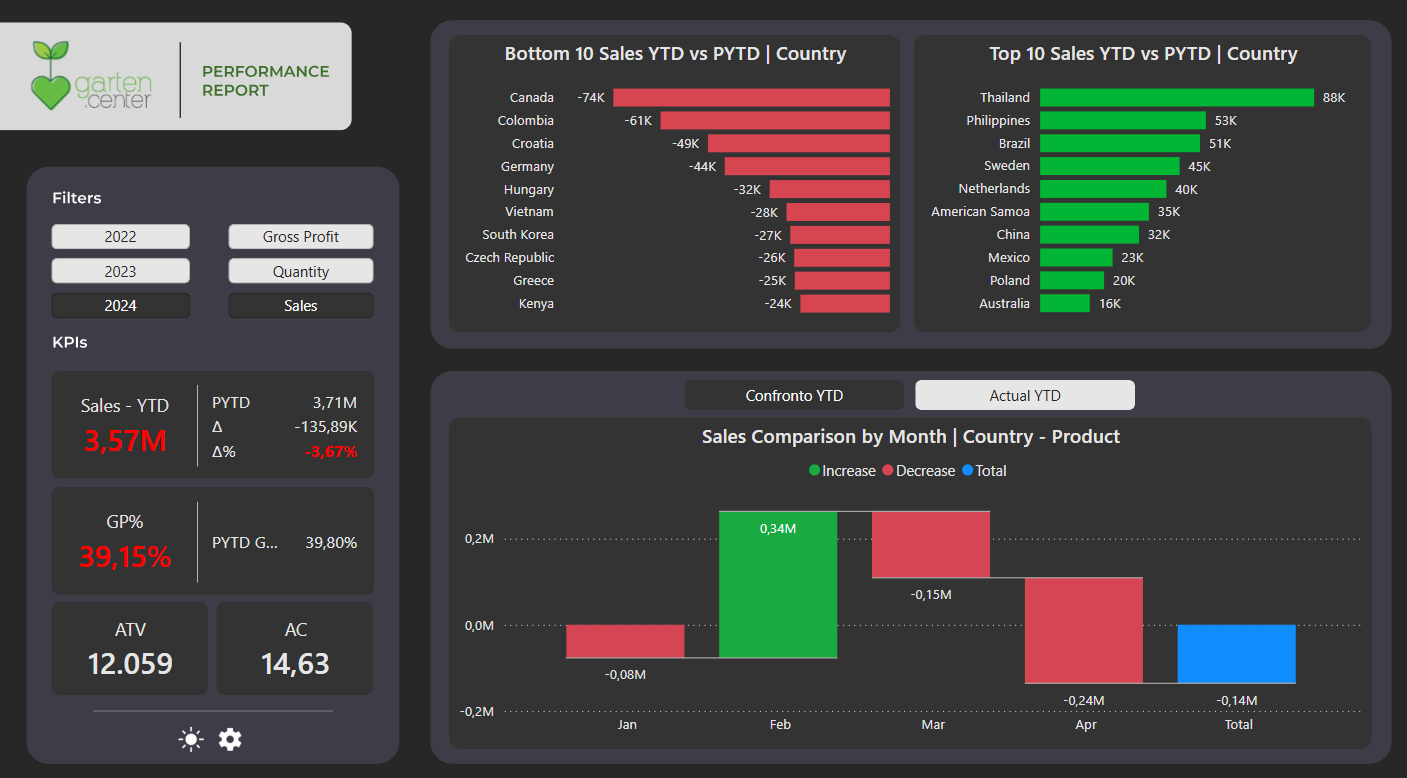 garten
.center
PERFORMANCE
REPORT
Filters
2022
Gross Profit
2023
Quantity
2024
Sales
KPIs
Sales - YTD
3,57M
PYTD 3,71M
Δ -135,89K
Δ% -3,67%
GP%
39,15%
PYTD G... 39,80%
ATV
12.059
AC
14,63
Bottom 10 Sales YTD vs PYTD | Country
Canada -74K
Colombia -61K
Croatia -49K
Germany -44K
Hungary -32K
Vietnam -28K
South Korea -27K
Czech Republic -26K
Greece -25K
Kenya -24K
Top 10 Sales YTD vs PYTD | Country
Thailand 88K
Philippines 53K
Brazil 51K
Sweden 45K
Netherlands 40K
American Samoa 35K
China 32K
Mexico 23K
Poland 20K
Australia 16K
Confronto YTD
Actual YTD
Sales Comparison by Month | Country - Product
Increase Decrease Total
0,2M
0,0M
-0,2M
-0,08M
0,34M
-0,15M
-0,24M
-0,14M
Jan Feb Mar Apr Total